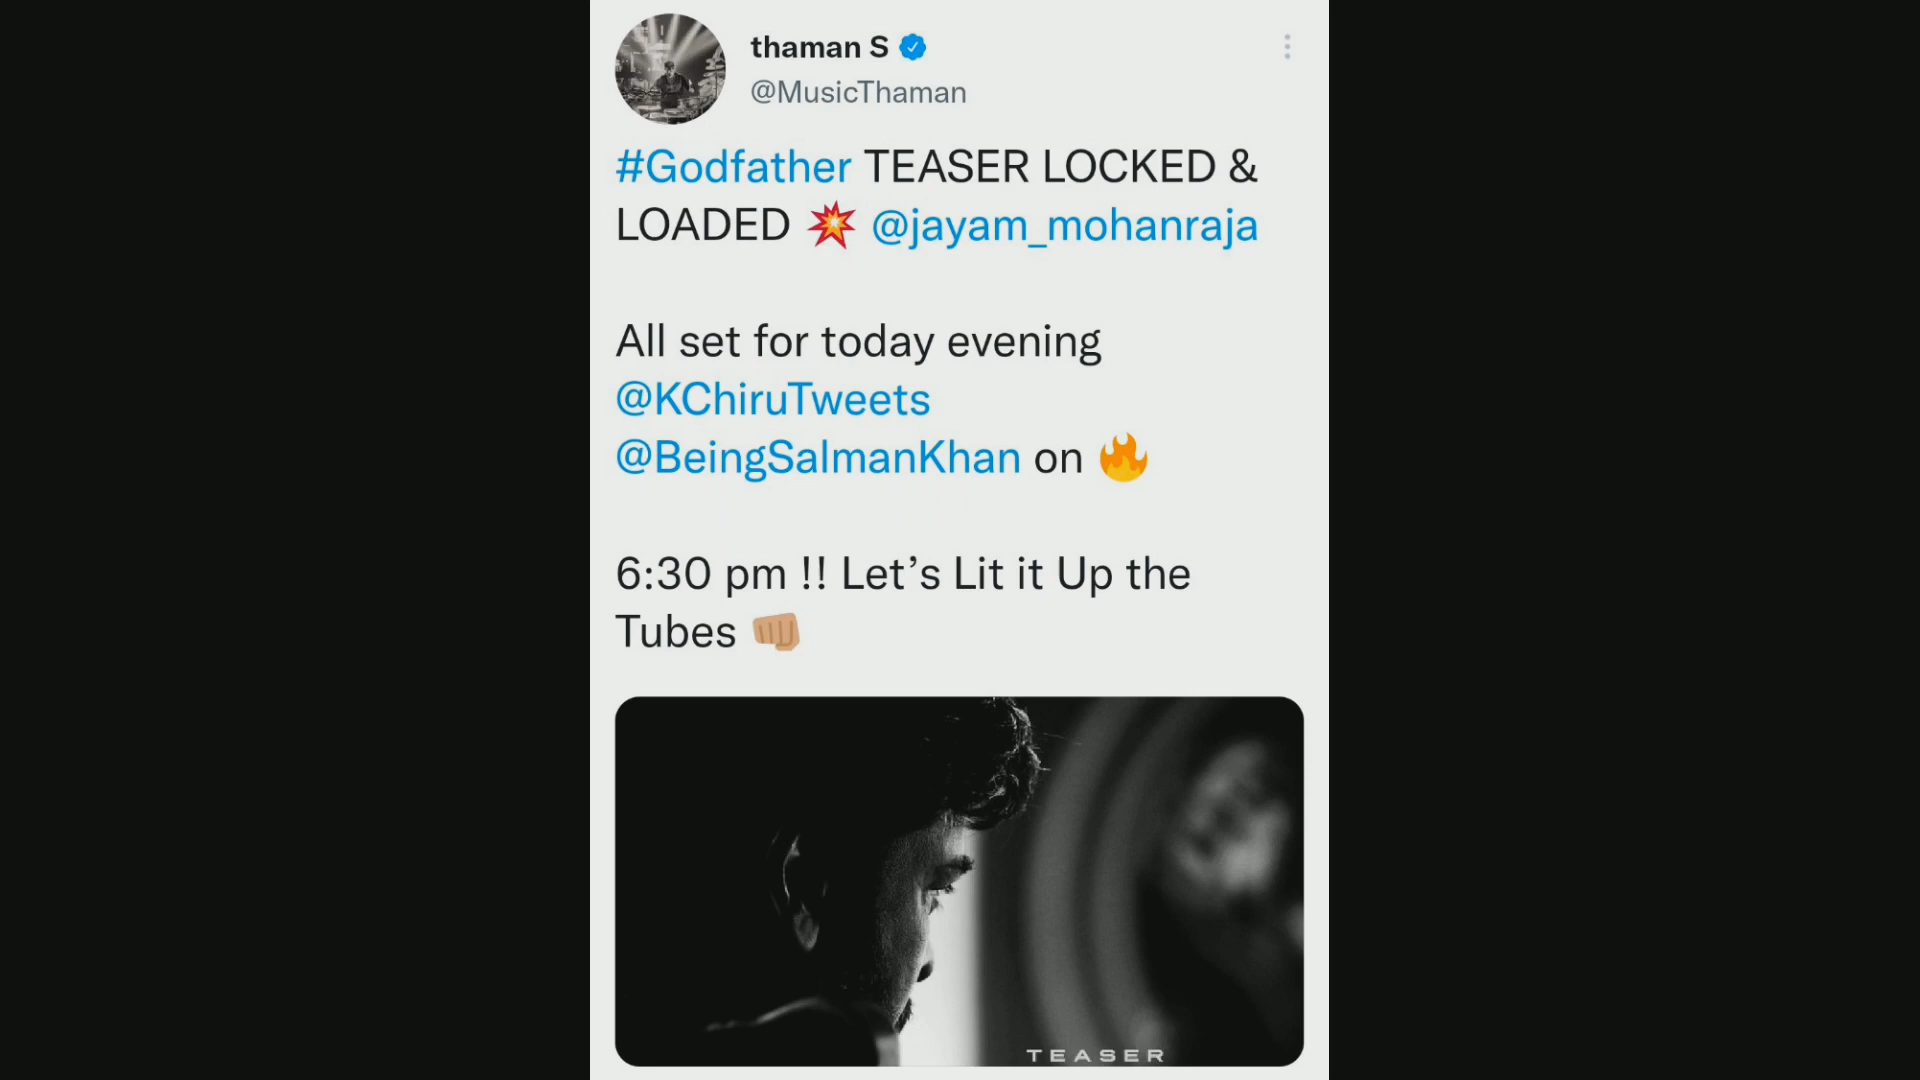 thaman S
@MusicThaman
#Godfather TEASER LOCKED &
LOADED 💥 @jayam_mohanraja
All set for today evening
@KChiruTweets
@BeingSalmanKhan on 🔥
6:30 pm !! Let’s Lit it Up the
Tubes 👊🏽
TEASER